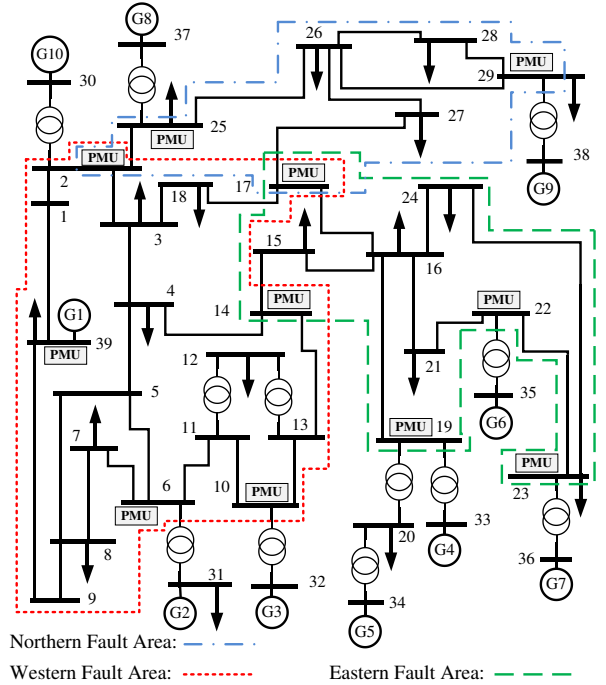 G8
37
G10
30
26
28
PMU
29
25
PMU
27
38
G9
PMU
2
1
18
17
PMU
24
3
15
16
4
14
PMU
PMU
22
G1
39
PMU
12
21
35
G6
5
7
11
13
PMU
19
6
10
PMU
PMU
23
PMU
8
20
33
G4
36
G7
9
31
32
34
G2
G3
G5
Northern Fault Area:
Western Fault Area:
Eastern Fault Area: